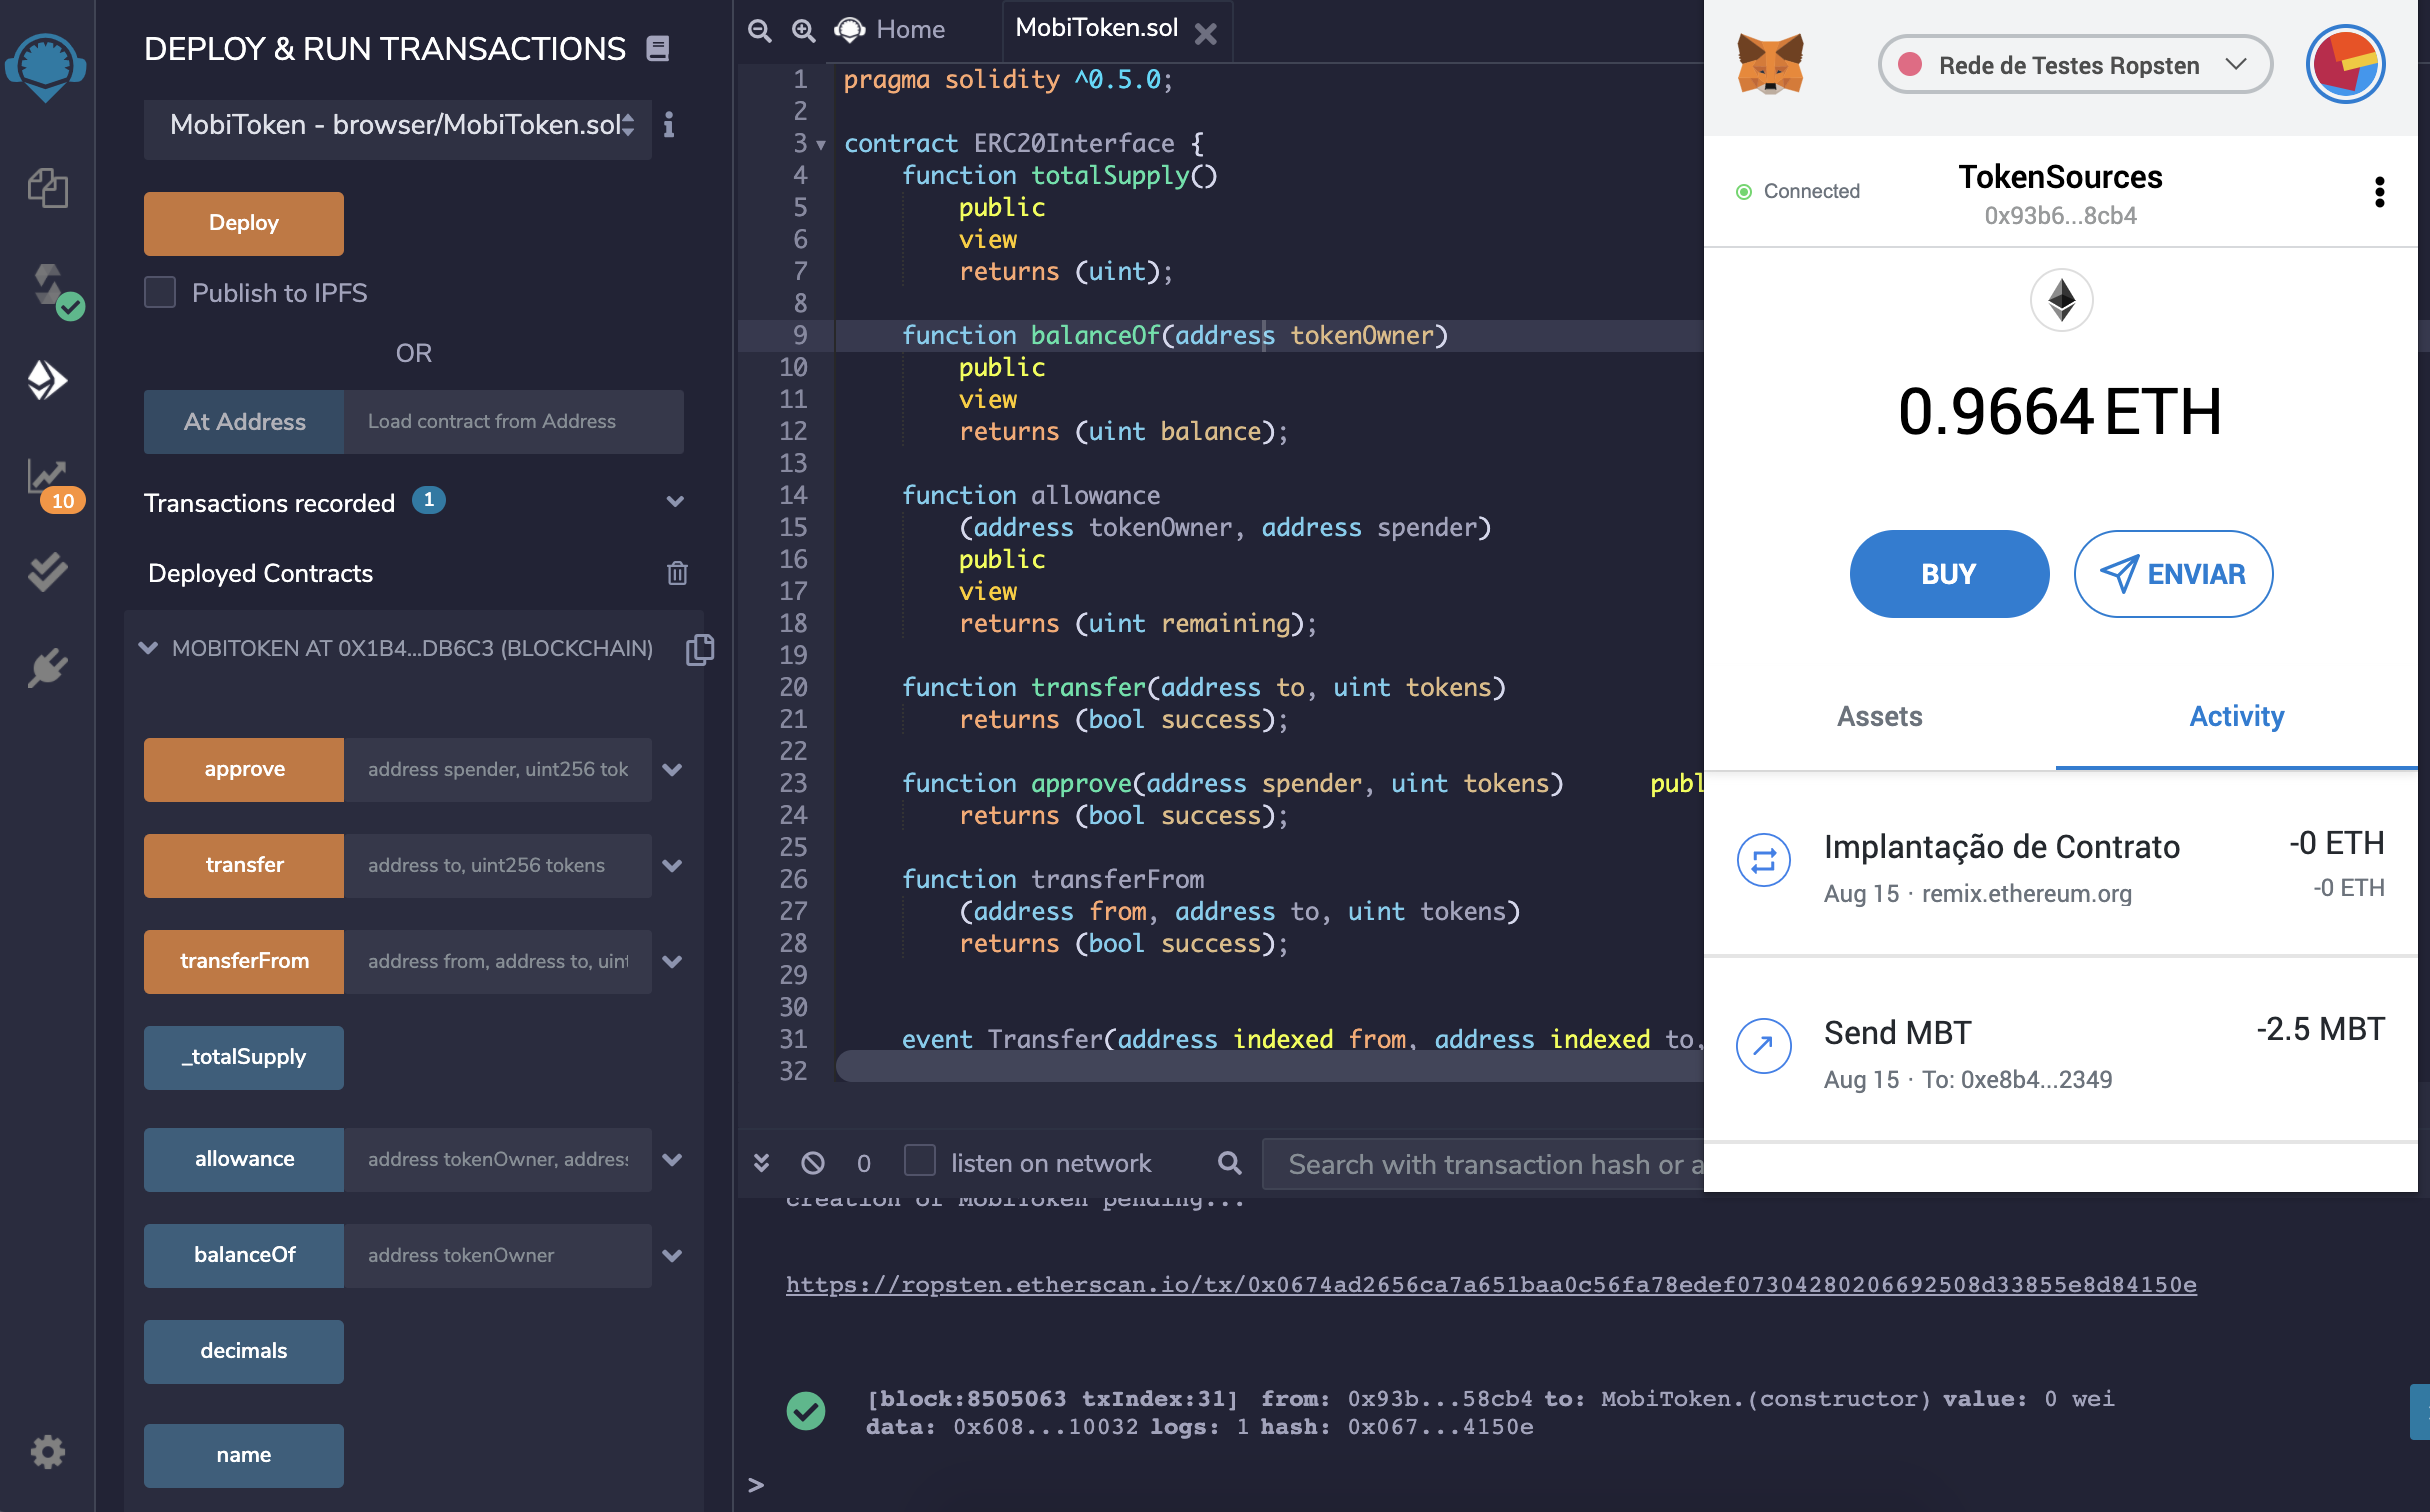 DEPLOY & RUN TRANSACTIONS
MobiToken - browser/MobiToken.sol
Deploy
Publish to IPFS
OR
At Address
Load contract from Address
Transactions recorded 1
10
Deployed Contracts
MOBITOKEN AT 0X1B4...DB6C3 (BLOCKCHAIN)
approve
address spender, uint256 tok
transfer
address to, uint256 tokens
transferFrom
address from, address to, uint
_totalSupply
allowance
address tokenOwner, address
balanceOf
address tokenOwner
decimals
name
Home
MobiToken.sol
1 pragma solidity ^0.5.0;
2
3 contract ERC20Interface {
4 function totalSupply()
5 public
6 view
7 returns (uint);
8
9 function balanceOf(address tokenOwner)
10 public
11 view
12 returns (uint balance);
13
14 function allowance
15 (address tokenOwner, address spender)
16 public
17 view
18 returns (uint remaining);
19
20 function transfer(address to, uint tokens)
21 returns (bool success);
22
23 function approve(address spender, uint tokens) publ
24 returns (bool success);
25
26 function transferFrom
27 (address from, address to, uint tokens)
28 returns (bool success);
29
30
31 event Transfer(address indexed from, address indexed to,
32
0
listen on network
Search with transaction hash or a
creation of MobiToken pending...
https://ropsten.etherscan.io/tx/0x0674ad2656ca7a651baa0c56fa78edef07304280206692508d33855e8d84150e
[block:8505063 txIndex:31] from: 0x93b...58cb4 to: MobiToken.(constructor) value: 0 wei
data: 0x608...10032 logs: 1 hash: 0x067...4150e
>
Rede de Testes Ropsten
Connected
TokenSources
0x93b6...8cb4
0.9664 ETH
BUY
ENVIAR
Assets
Activity
Implantação de Contrato
-0 ETH
Aug 15 · remix.ethereum.org
-0 ETH
Send MBT
-2.5 MBT
Aug 15 · To: 0xe8b4...2349